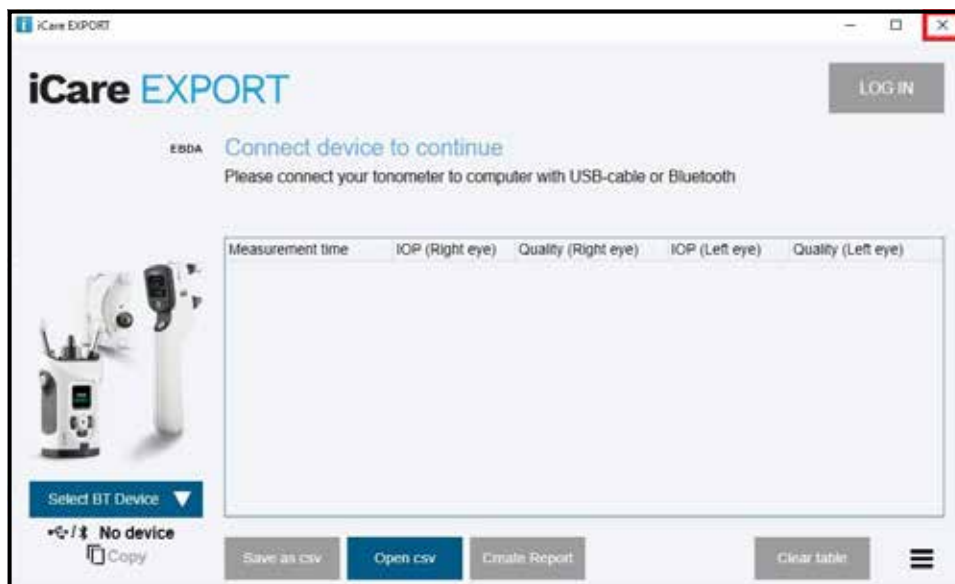 iCare EXPORT
iCare EXPORT
LOG IN
EBDA
Connect device to continue
Please connect your tonometer to computer with USB-cable or Bluetooth
Measurement time IOP (Right eye) Quality (Right eye) IOP (Left eye) Quality (Left eye)
Select BT Device
/ No device
Copy
Save as csv Open csv Create Report Clear table